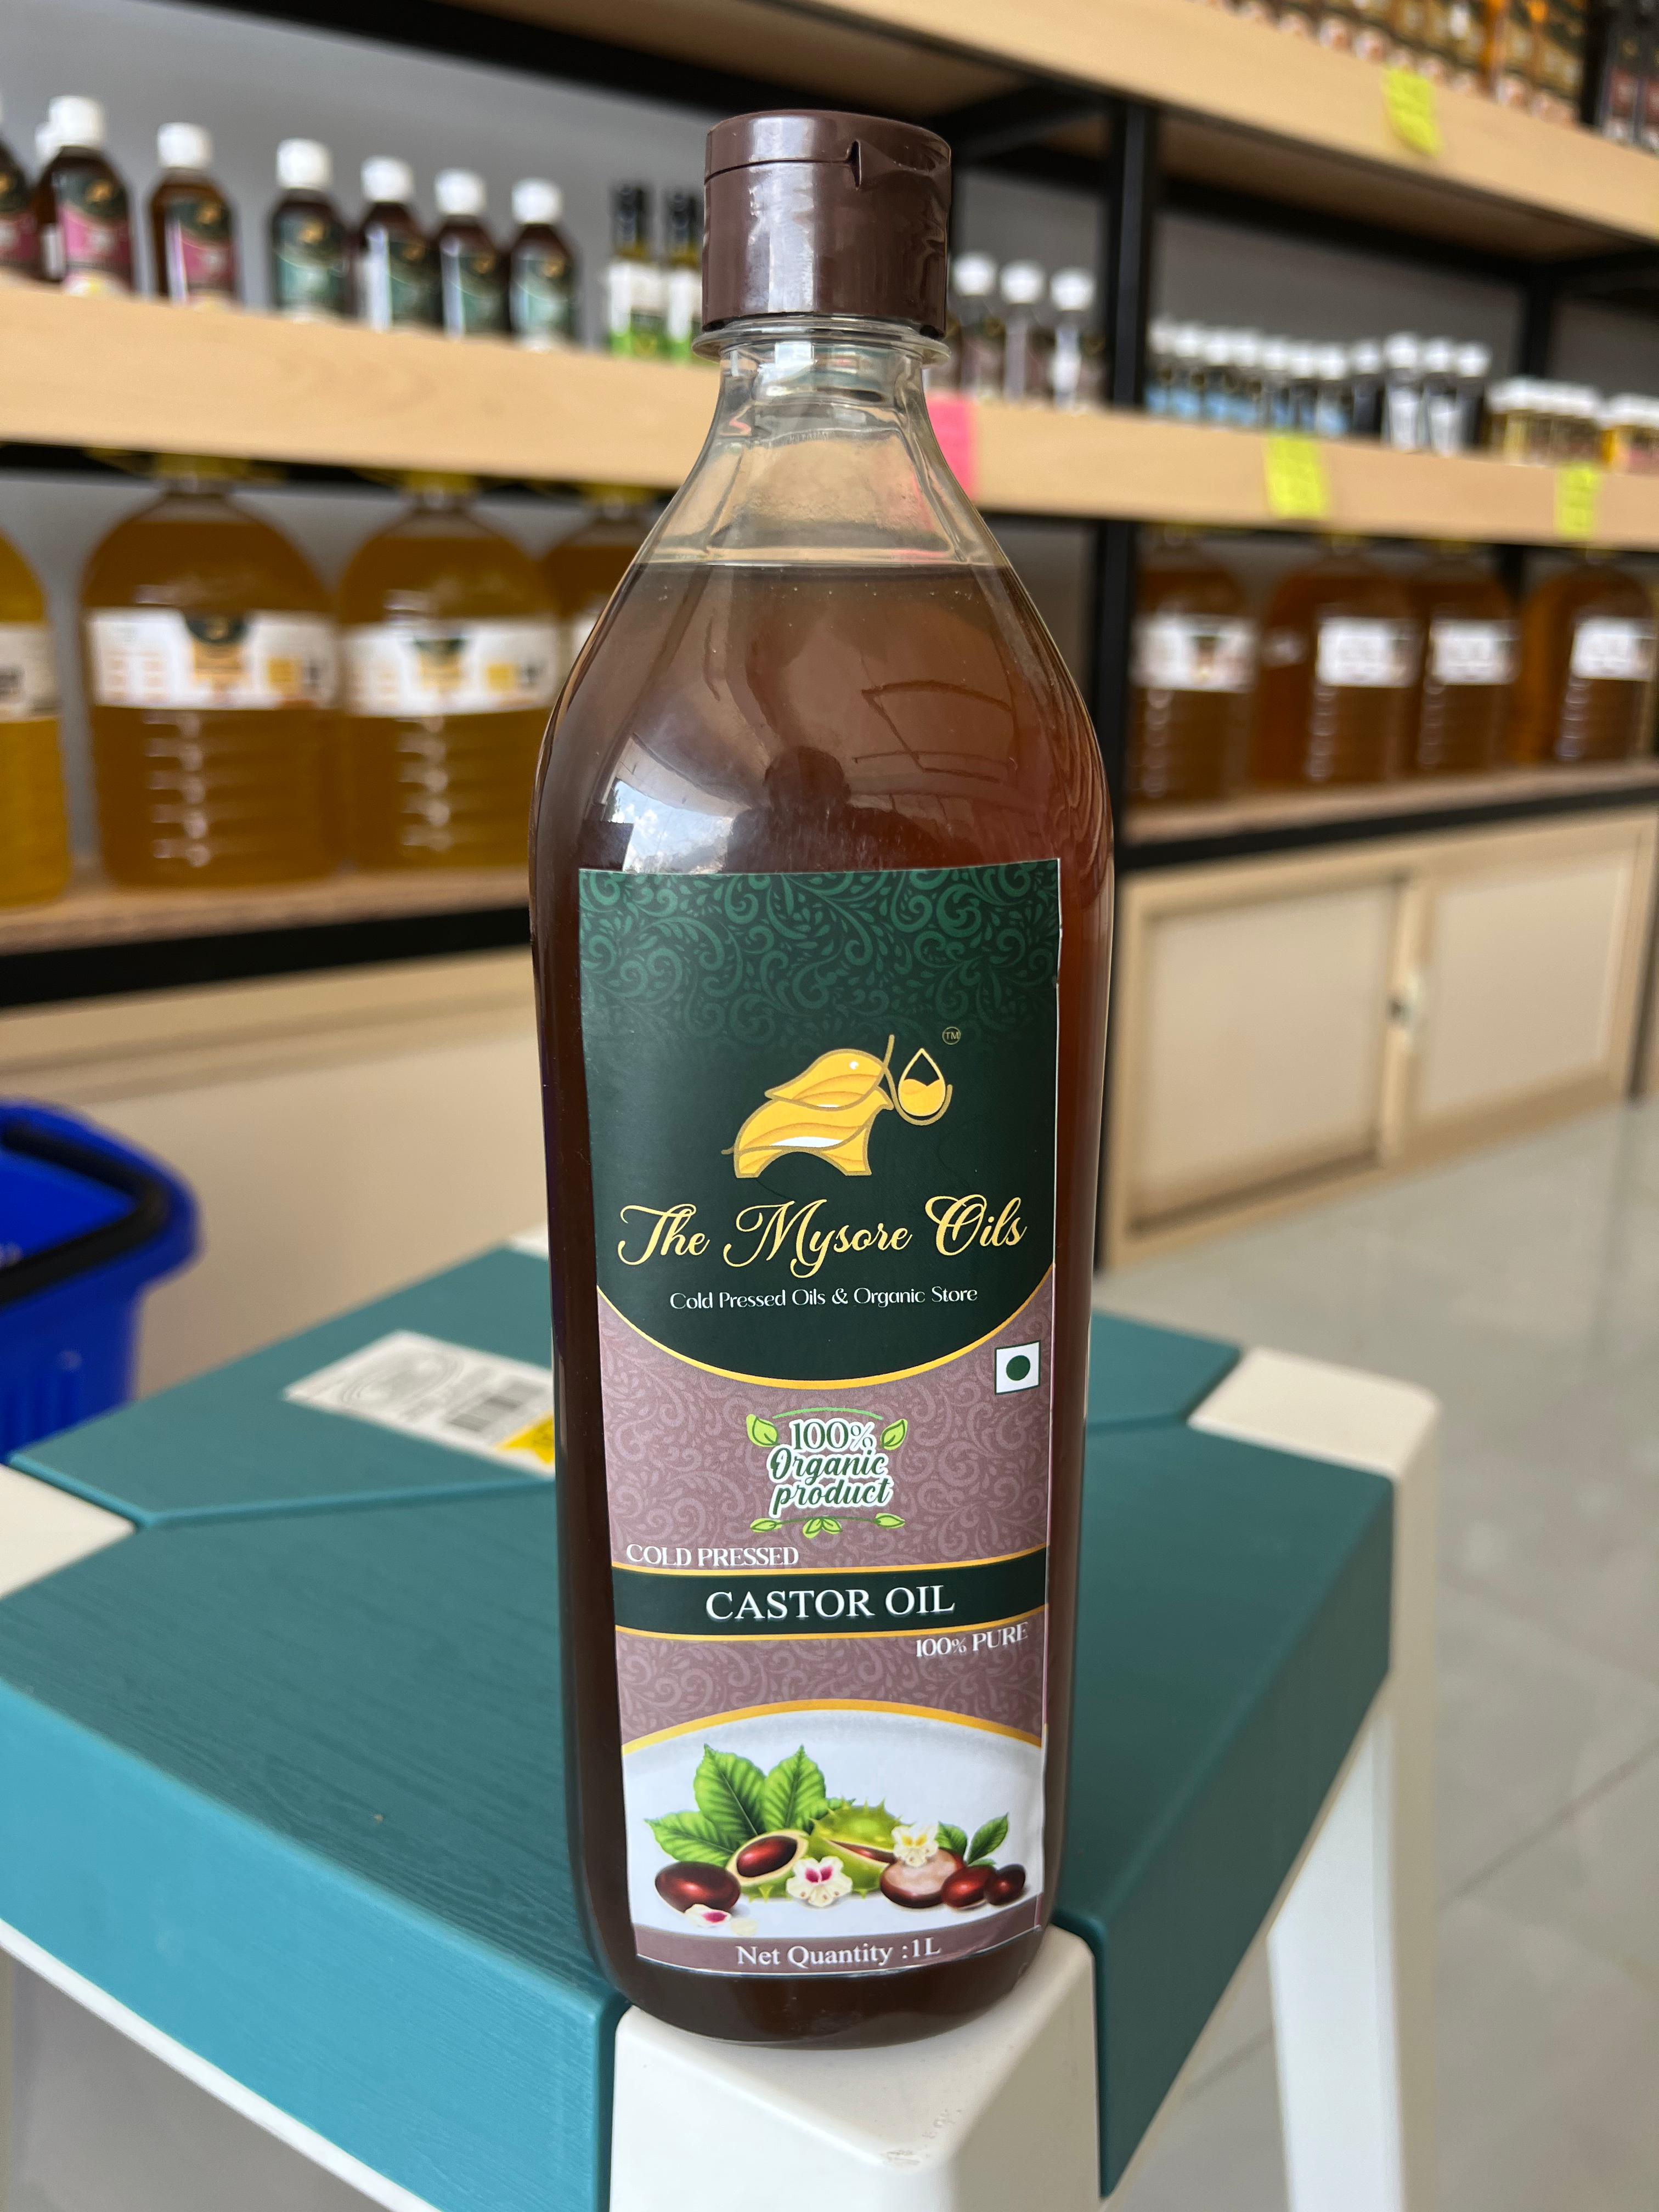 TM
The Mysore Oils
Cold Pressed Oils & Organic Store
100%
Organic
product
COLD PRESSED
CASTOR OIL
100% PURE
Net Quantity :1L